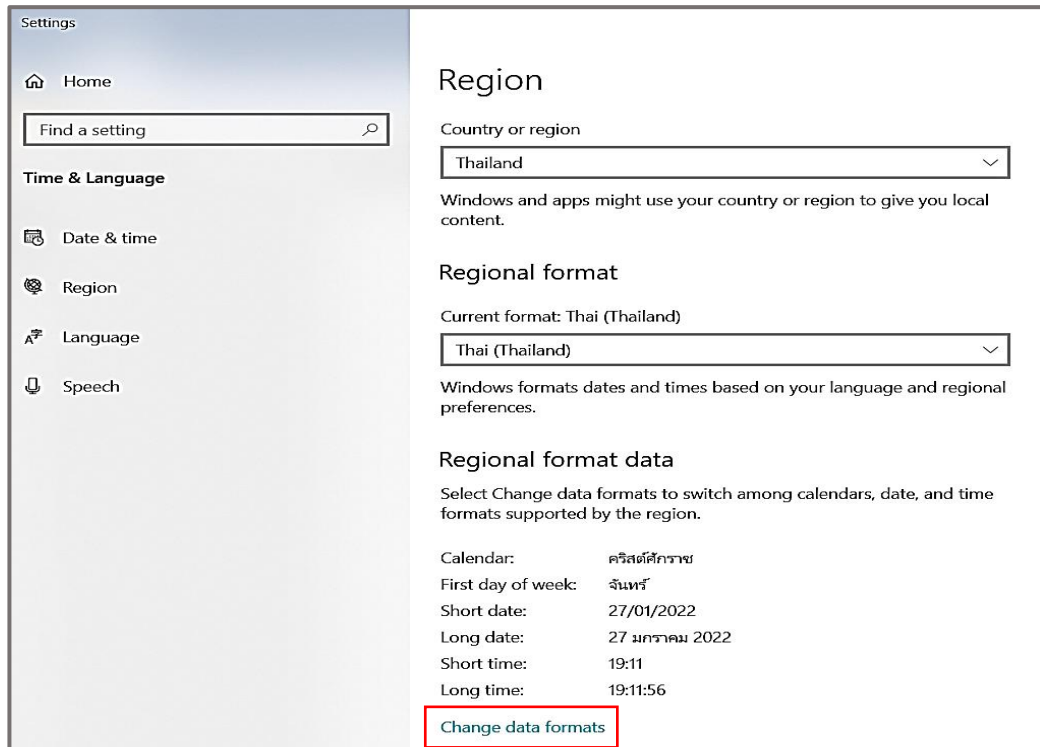 Settings
Home
Find a setting
Time & Language
Date & time
Region
Language
Speech
Region
Country or region
Thailand
Windows and apps might use your country or region to give you local
content.
Regional format
Current format: Thai (Thailand)
Thai (Thailand)
Windows formats dates and times based on your language and regional
preferences.
Regional format data
Select Change data formats to switch among calendars, date, and time
formats supported by the region.
Calendar: คริสต์ศักราช
First day of week: จันทร์
Short date: 27/01/2022
Long date: 27 มกราคม 2022
Short time: 19:11
Long time: 19:11:56
Change data formats